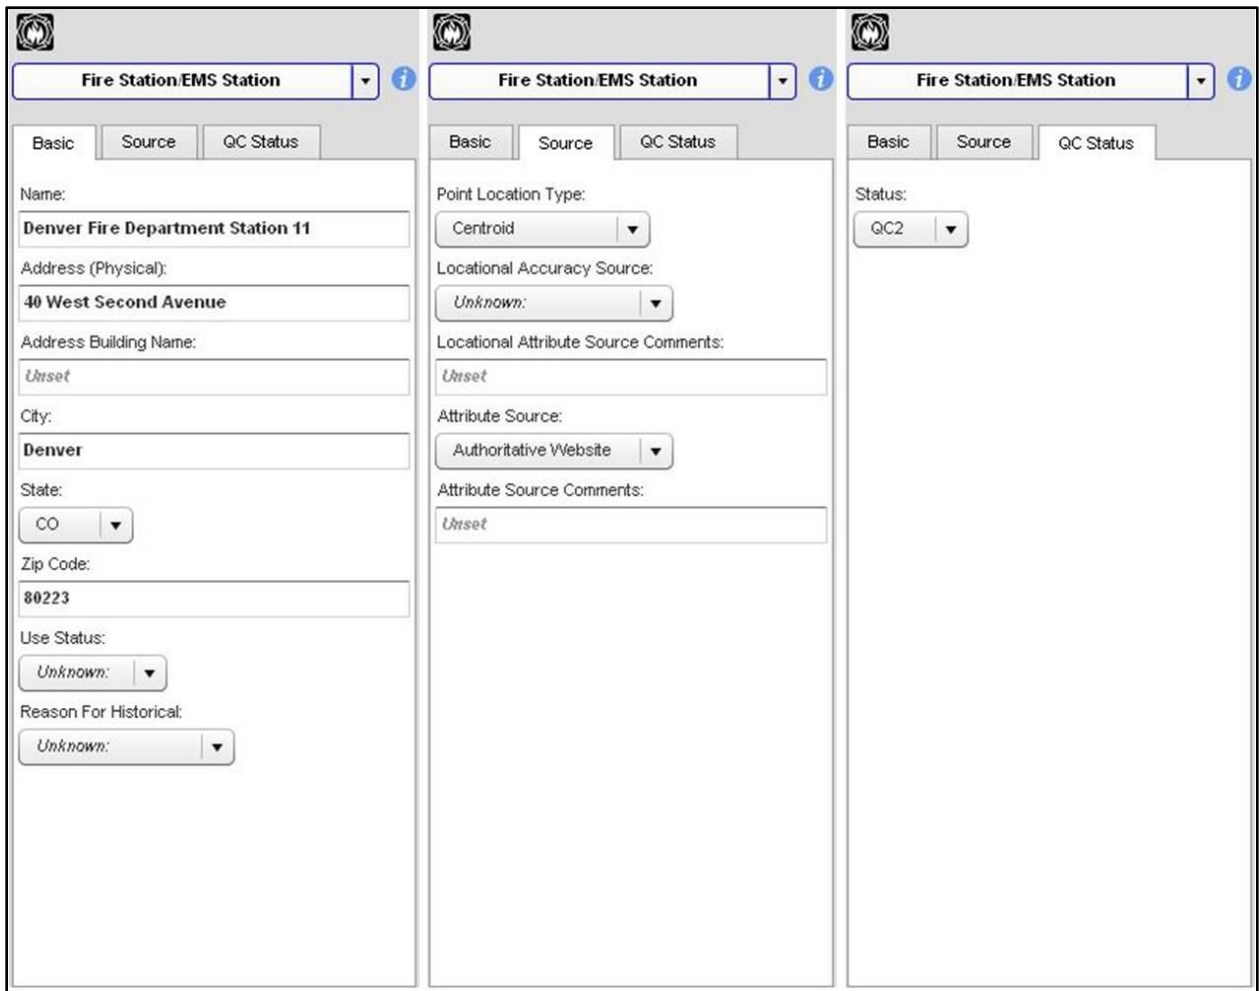 Fire Station/EMS Station
Basic Source QC Status
Name:
Denver Fire Department Station 11
Address (Physical):
40 West Second Avenue
Address Building Name:
Unset
City:
Denver
State:
CO
Zip Code:
80223
Use Status:
Unknown:
Reason For Historical:
Unknown:
Fire Station/EMS Station
Basic Source QC Status
Point Location Type:
Centroid
Locational Accuracy Source:
Unknown:
Locational Attribute Source Comments:
Unset
Attribute Source:
Authoritative Website
Attribute Source Comments:
Unset
Fire Station/EMS Station
Basic Source QC Status
Status:
QC2